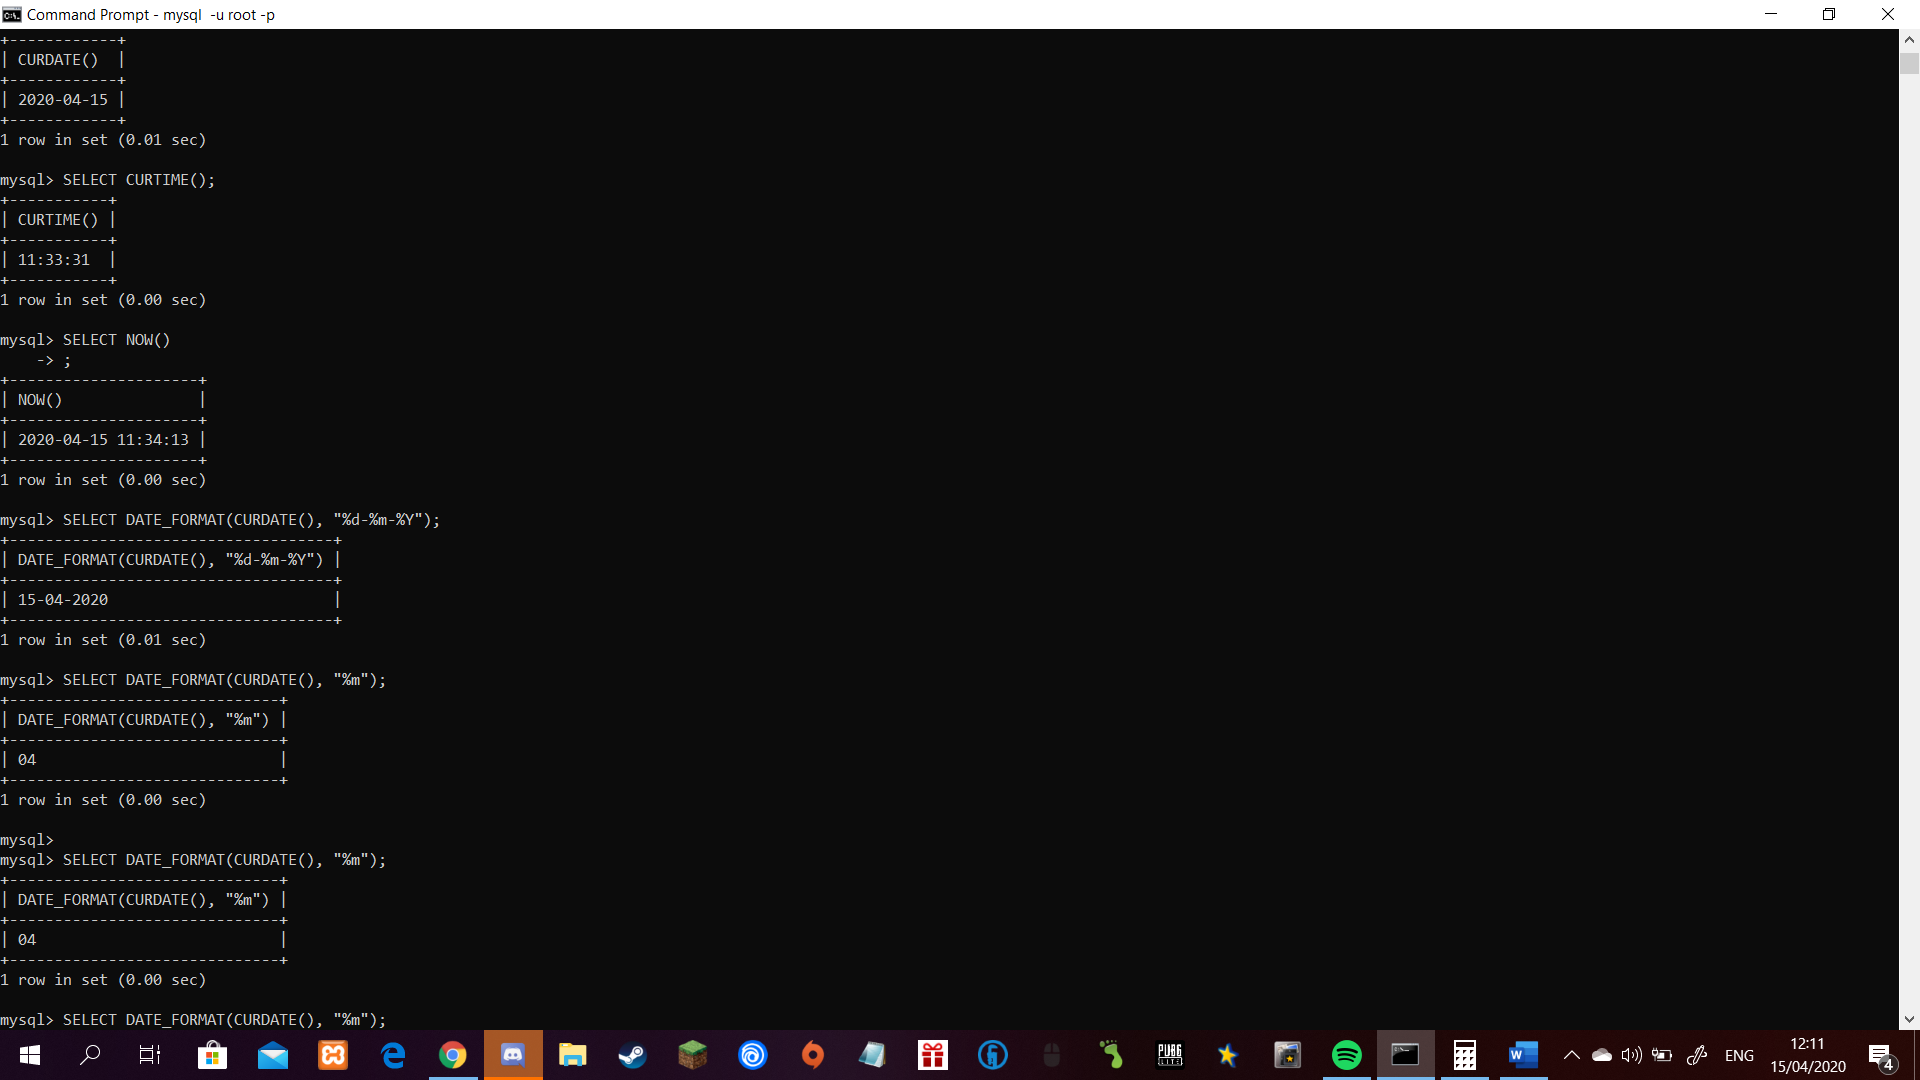 Command Prompt - mysql  -u root -p
+------------+
| CURDATE()  |
+------------+
| 2020-04-15 |
+------------+
1 row in set (0.01 sec)

mysql> SELECT CURTIME();
+-----------+
| CURTIME() |
+-----------+
| 11:33:31  |
+-----------+
1 row in set (0.00 sec)

mysql> SELECT NOW()
    -> ;
+---------------------+
| NOW()               |
+---------------------+
| 2020-04-15 11:34:13 |
+---------------------+
1 row in set (0.00 sec)

mysql> SELECT DATE_FORMAT(CURDATE(), "%d-%m-%Y");
+------------------------------------+
| DATE_FORMAT(CURDATE(), "%d-%m-%Y") |
+------------------------------------+
| 15-04-2020                         |
+------------------------------------+
1 row in set (0.01 sec)

mysql> SELECT DATE_FORMAT(CURDATE(), "%m");
+------------------------------+
| DATE_FORMAT(CURDATE(), "%m") |
+------------------------------+
| 04                           |
+------------------------------+
1 row in set (0.00 sec)

mysql>
mysql> SELECT DATE_FORMAT(CURDATE(), "%m");
+------------------------------+
| DATE_FORMAT(CURDATE(), "%m") |
+------------------------------+
| 04                           |
+------------------------------+
1 row in set (0.00 sec)

mysql> SELECT DATE_FORMAT(CURDATE(), "%m");
PUBG LITE
ENG
12:11
15/04/2020
4